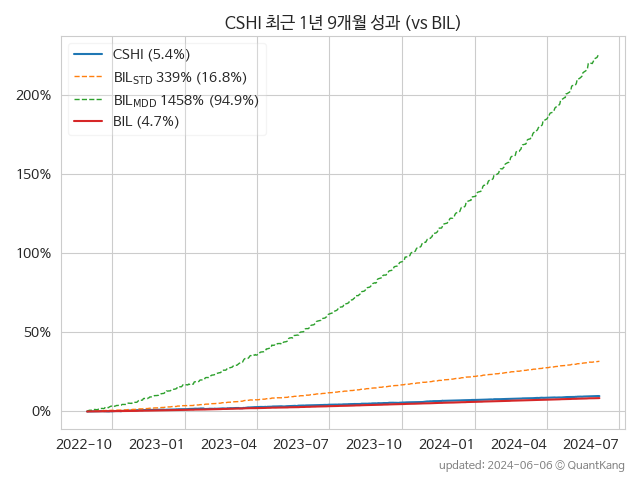 CSHI 최근 1년 9개월 성과 (vs BIL)
CSHI (5.4%)
BILSTD 339% (16.8%)
BILMDD 1458% (94.9%)
BIL (4.7%)
200%
150%
100%
50%
0%
2022-10 2023-01 2023-04 2023-07 2023-10 2024-01 2024-04 2024-07
updated: 2024-06-06 © QuantKang